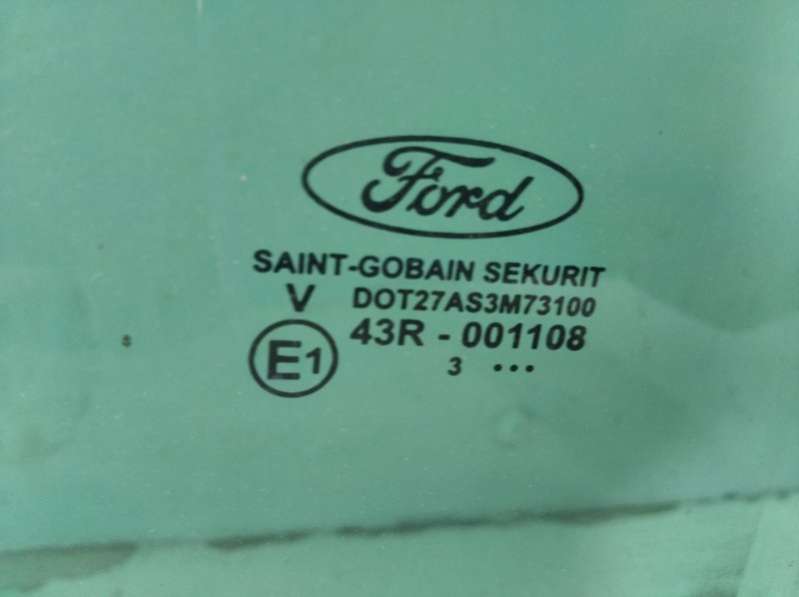 Ford
SAINT-GOBAIN SEKURIT
V DOT27AS3M73100
E1 43R - 001108
3 •••